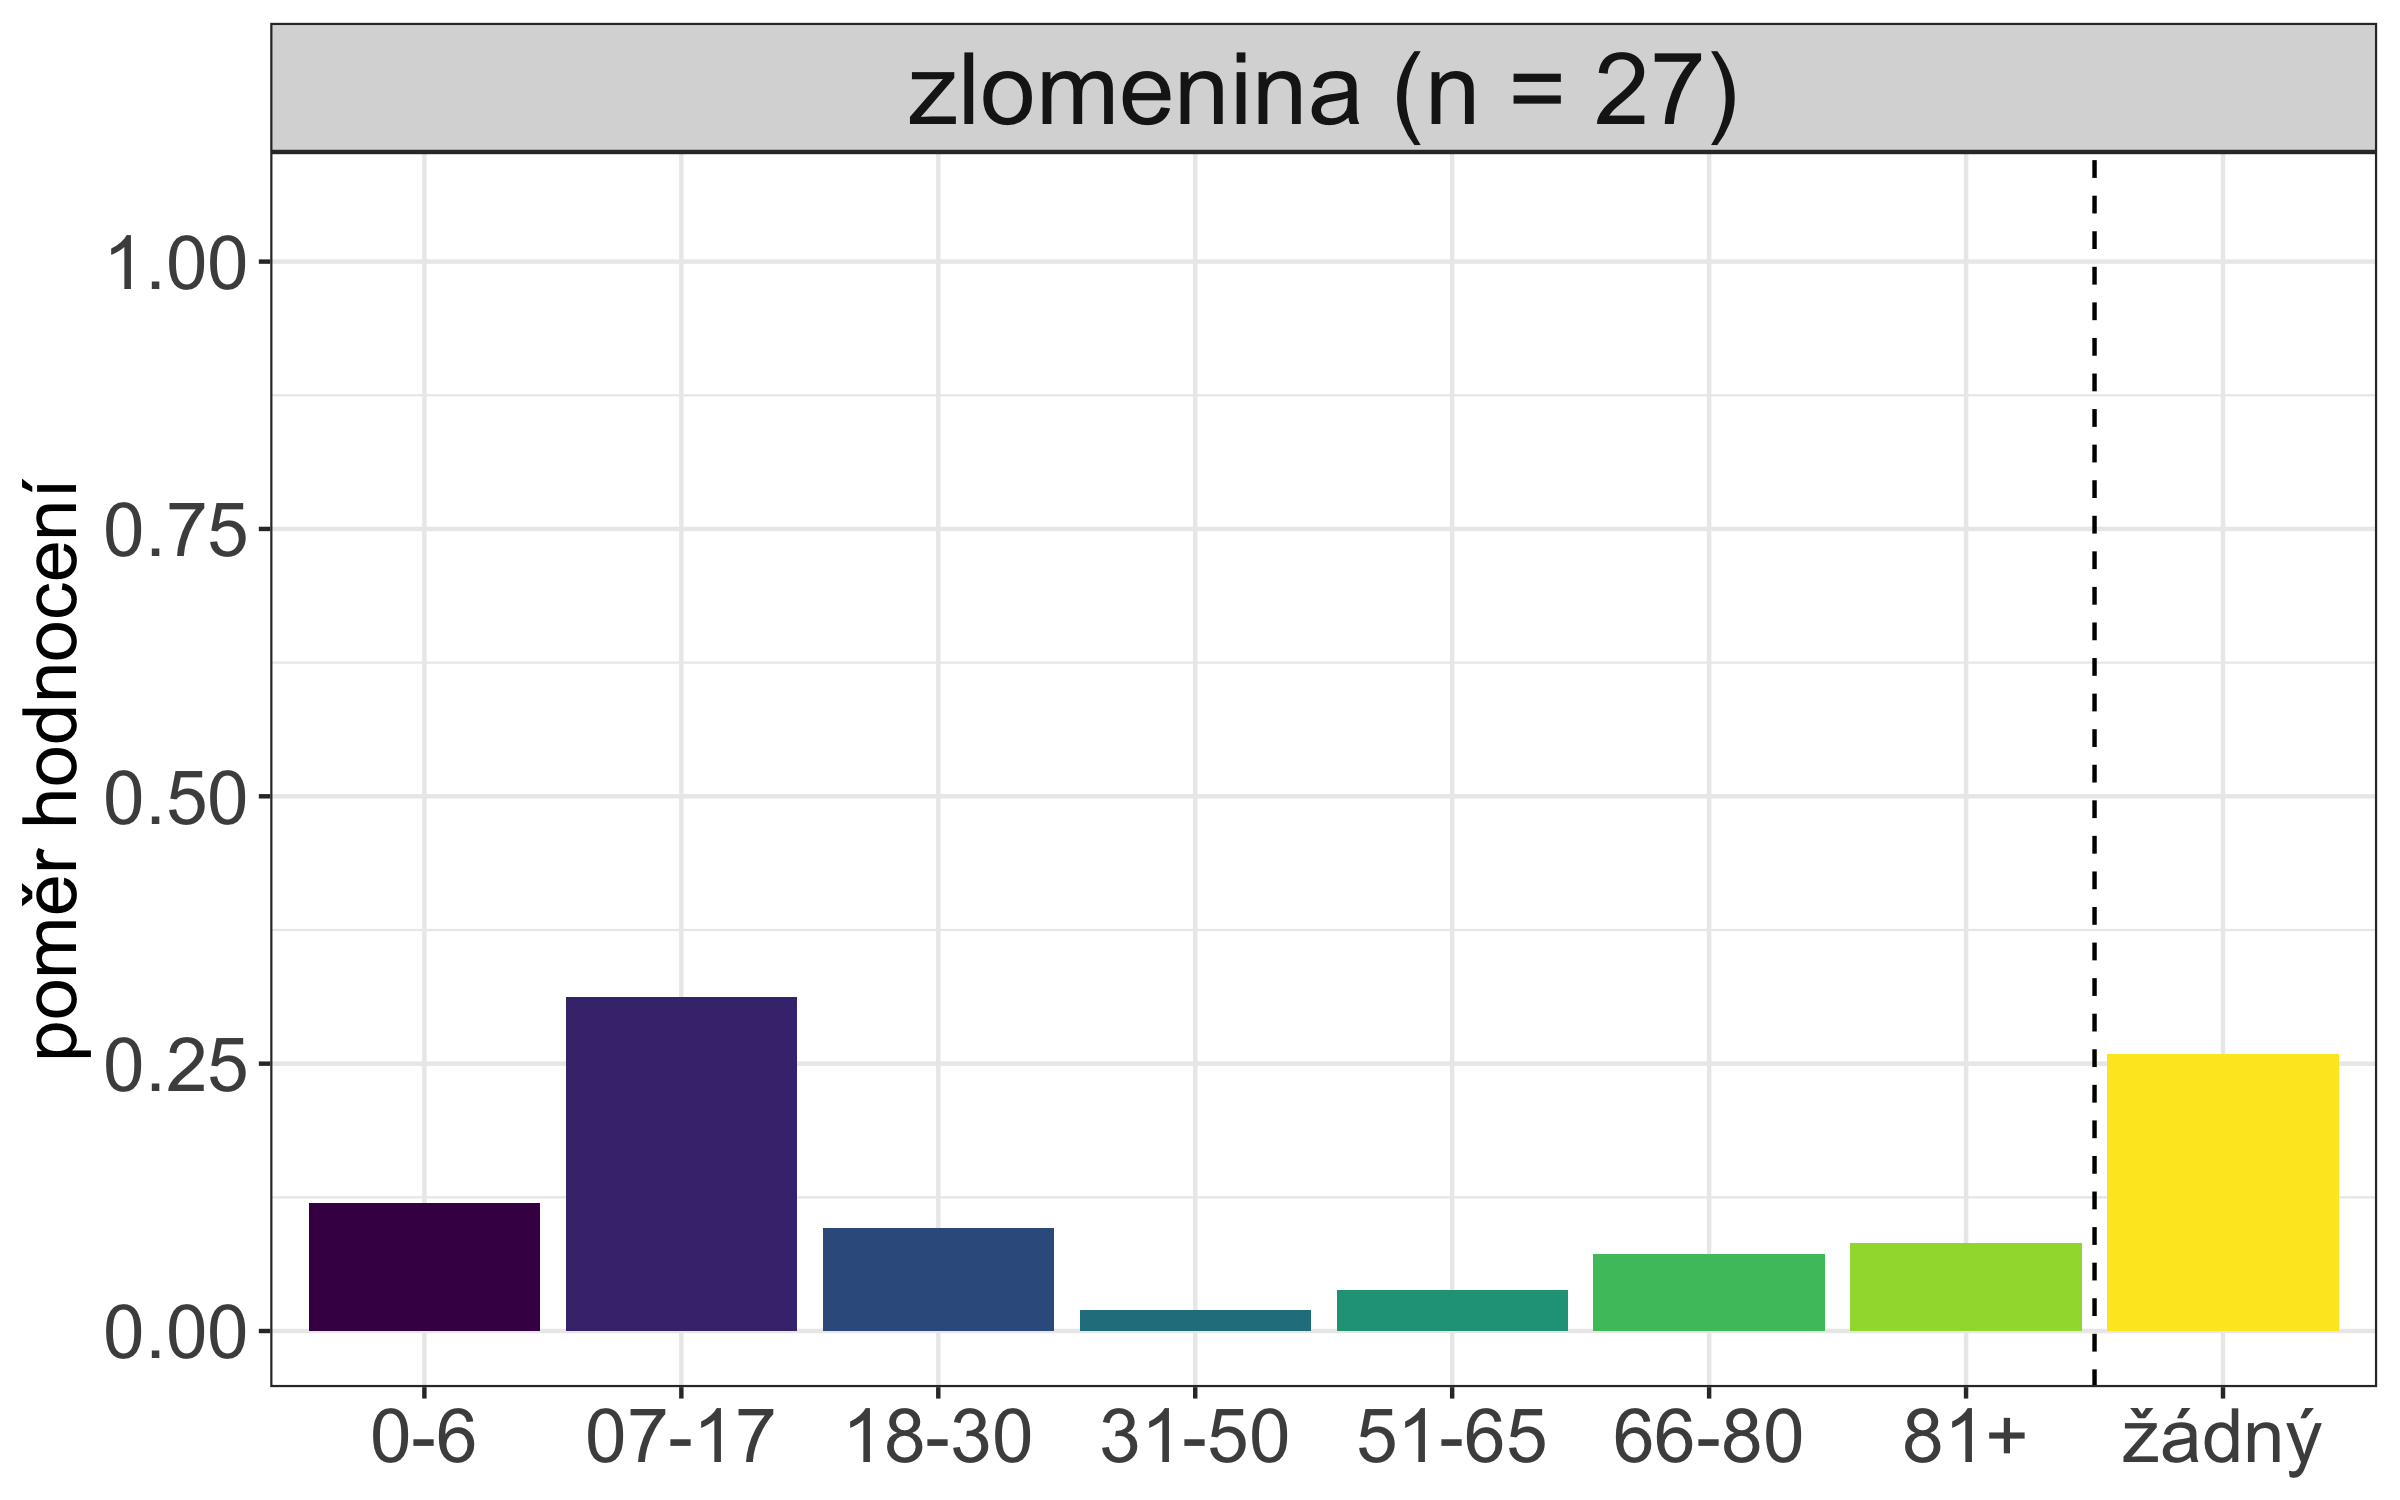 zlomenina (n = 27)
poměr hodnocení
1.00
0.75
0.50
0.25
0.00
0-6 07-17 18-30 31-50 51-65 66-80 81+ žádný